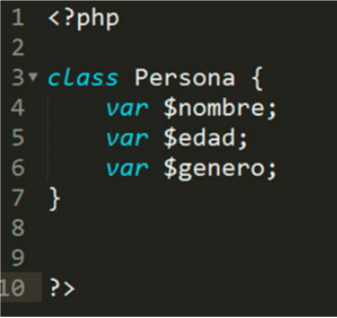 1 <?php
2
3 class Persona {
4     var $nombre;
5     var $edad;
6     var $genero;
7 }
8
9
10 ?>